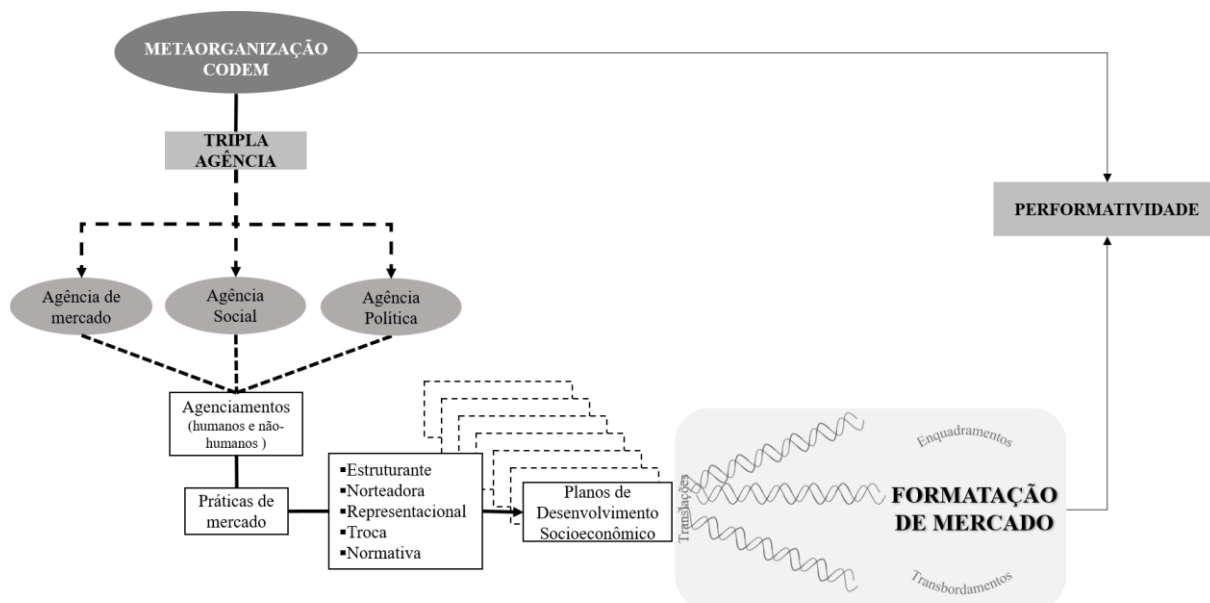 METAORGANIZAÇÃO
CODEM
TRIPLA
AGÊNCIA
PERFORMATIVIDADE
Agência de
mercado
Agência
Social
Agência
Política
Agenciamentos
(humanos e não-
humanos )
Práticas de
mercado
▪Estruturante
▪Norteadora
▪Representacional
▪Troca
▪Normativa
Planos de
Desenvolvimento
Socioeconômico
Translações
Enquadramentos
FORMATAÇÃO
DE MERCADO
Transbordamentos